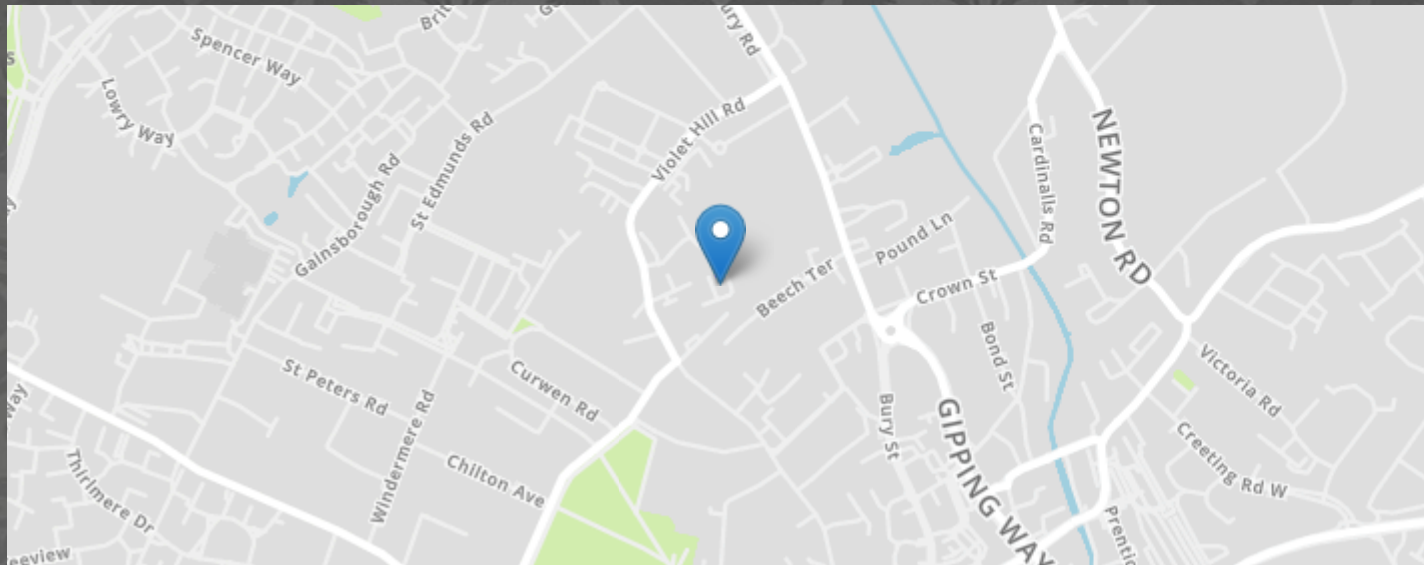 Spencer Way
Lowry Way
St Edmunds Rd
Gainsborough Rd
Violet Hill Rd
Cardinalls Rd
NEWTON RD
Pound Ln
Beech Ter
Crown St
Bond St
Victoria Rd
St Peters Rd
Curwen Rd
Windermere Rd
Bury St
GIPPING WAY
Creeting Rd W
Chilton Ave
Thirlmere Dr